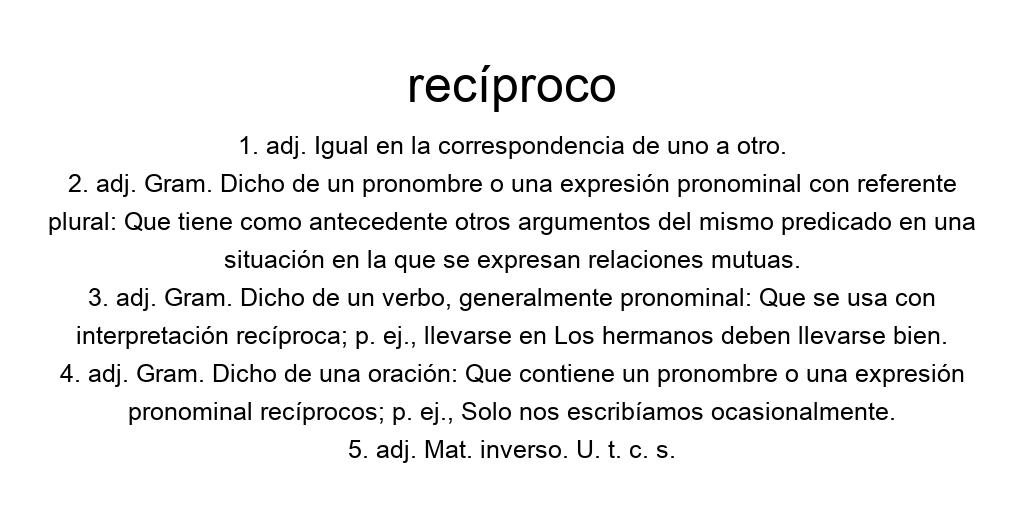 recíproco
1. adj. Igual en la correspondencia de uno a otro.
2. adj. Gram. Dicho de un pronombre o una expresión pronominal con referente
plural: Que tiene como antecedente otros argumentos del mismo predicado en una
situación en la que se expresan relaciones mutuas.
3. adj. Gram. Dicho de un verbo, generalmente pronominal: Que se usa con
interpretación recíproca; p. ej., llevarse en Los hermanos deben llevarse bien.
4. adj. Gram. Dicho de una oración: Que contiene un pronombre o una expresión
pronominal recíprocos; p. ej., Solo nos escribíamos ocasionalmente.
5. adj. Mat. inverso. U. t. c. s.